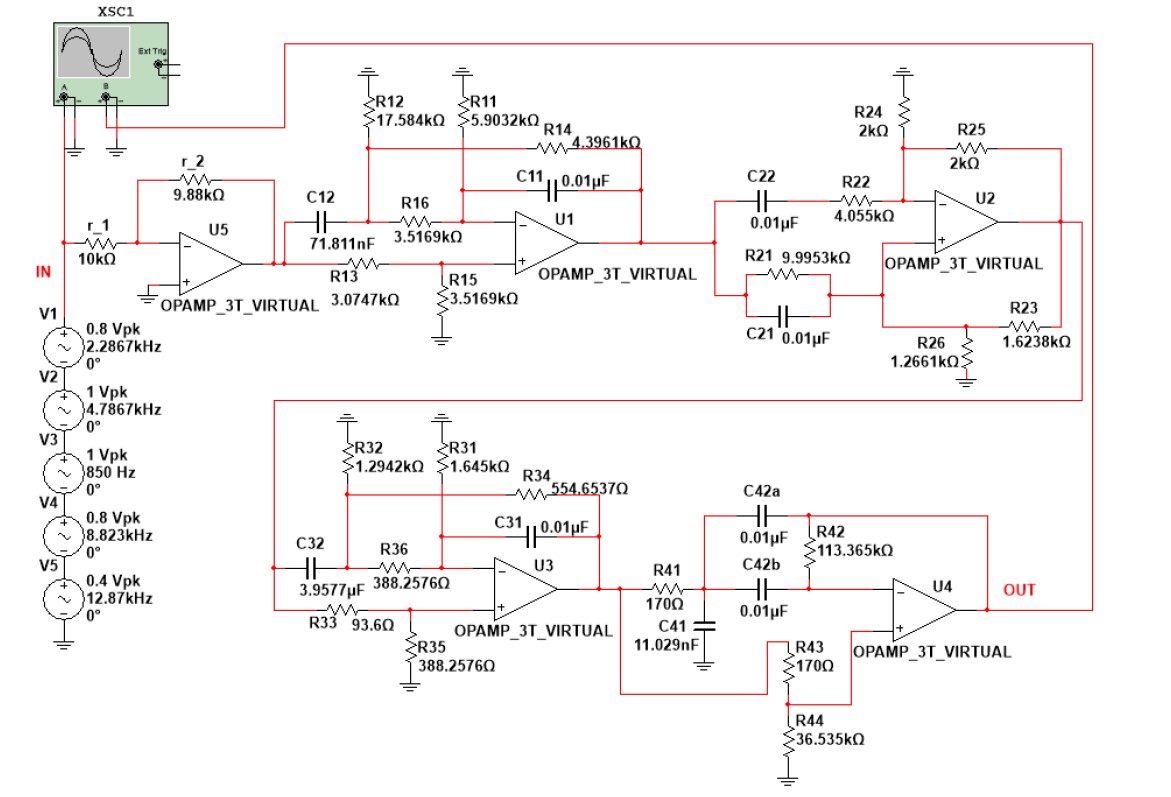 XSC1
Ext Trig
+
_
A
B
+ _ + _
R12
17.584kΩ
R11
5.9032kΩ
R14
4.3961kΩ
R24
2kΩ
R25
2kΩ
r_2
9.88kΩ
C12
71.811nF
C11 0.01µF
R16
3.5169kΩ
U1
OPAMP_3T_VIRTUAL
C22
0.01µF
R22
4.055kΩ
U2
OPAMP_3T_VIRTUAL
r_1
10kΩ
U5
OPAMP_3T_VIRTUAL
IN
R13
3.0747kΩ
R15
3.5169kΩ
R21 9.9953kΩ
C21 0.01µF
R23
1.6238kΩ
R26
1.2661kΩ
V1
0.8 Vpk
2.2867kHz
0°
V2
1 Vpk
4.7867kHz
0°
V3
1 Vpk
850 Hz
0°
V4
0.8 Vpk
8.823kHz
0°
V5
0.4 Vpk
12.87kHz
0°
R32
1.2942kΩ
R31
1.645kΩ
R34
554.6537Ω
C31 0.01µF
C32
3.9577µF
R36
388.2576Ω
U3
OPAMP_3T_VIRTUAL
R33 93.6Ω
R35
388.2576Ω
C42a
0.01µF
R42
113.365kΩ
R41
170Ω
C42b
0.01µF
C41
11.029nF
U4
OPAMP_3T_VIRTUAL
OUT
R43
170Ω
R44
36.535kΩ